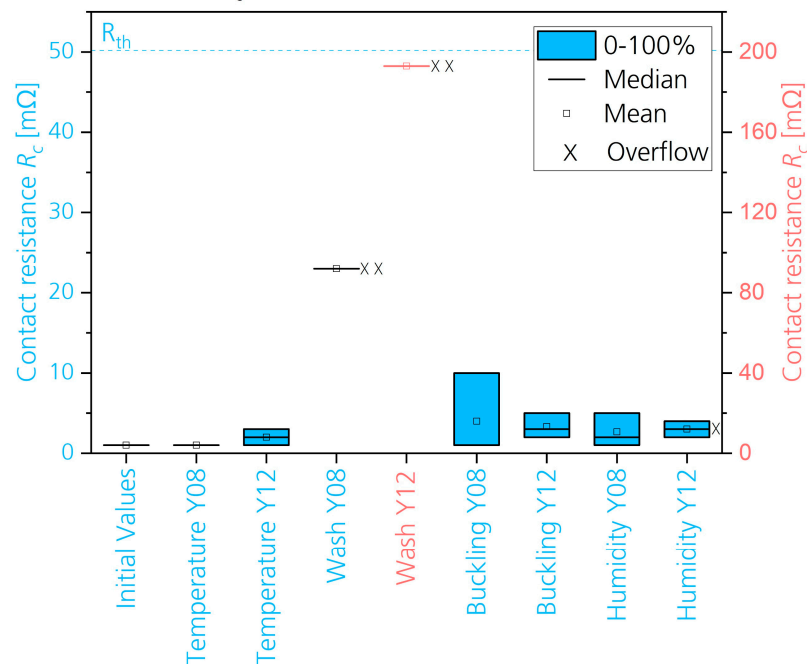 R_th
0-100%
Median
Mean
X Overflow
Contact resistance R_c [mΩ]
50
40
30
20
10
0
X X
X X
X
200
160
120
80
40
0
Contact resistance R_c [mΩ]
Initial Values
Temperature Y08
Temperature Y12
Wash Y08
Wash Y12
Buckling Y08
Buckling Y12
Humidity Y08
Humidity Y12